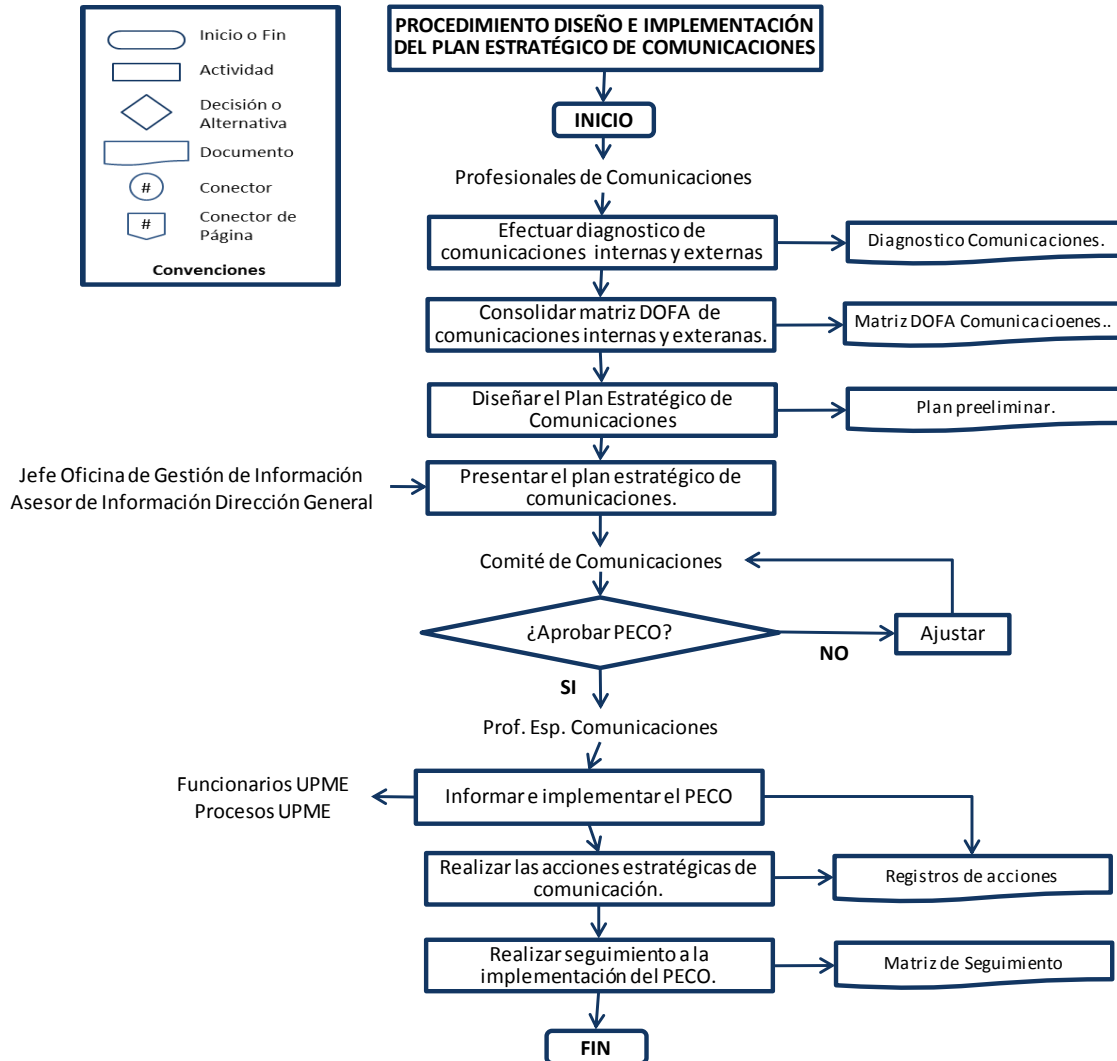 Inicio o Fin
Actividad
Decisión o
Alternativa
Documento
#
Conector
#
Conector de
Página
Convenciones
PROCEDIMIENTO DISEÑO E IMPLEMENTACIÓN
DEL PLAN ESTRATÉGICO DE COMUNICACIONES
INICIO
Profesionales de Comunicaciones
Efectuar diagnostico de
comunicaciones internas y externas
Diagnostico Comunicaciones.
Consolidar matriz DOFA de
comunicaciones internas y exteranas.
Matriz DOFA Comunicacioenes..
Diseñar el Plan Estratégico de
Comunicaciones
Plan preeliminar.
Jefe Oficina de Gestión de Información
Asesor de Información Dirección General
Presentar el plan estratégico de
comunicaciones.
Comité de Comunicaciones
¿Aprobar PECO?
NO
Ajustar
SI
Prof. Esp. Comunicaciones
Funcionarios UPME
Procesos UPME
Informar e implementar el PECO
Realizar las acciones estratégicas de
comunicación.
Registros de acciones
Realizar seguimiento a la
implementación del PECO.
Matriz de Seguimiento
FIN